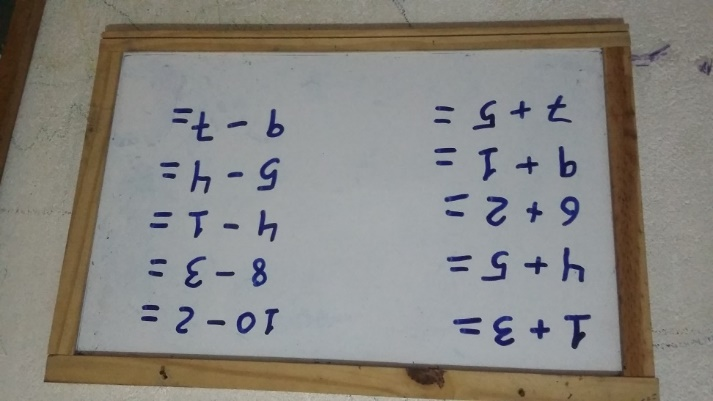 1 + 3 = 10 - 2 =
4 + 5 = 8 - 3 =
6 + 2 = 4 - 1 =
9 + 1 = 5 - 4 =
7 + 5 = 9 - 7 =